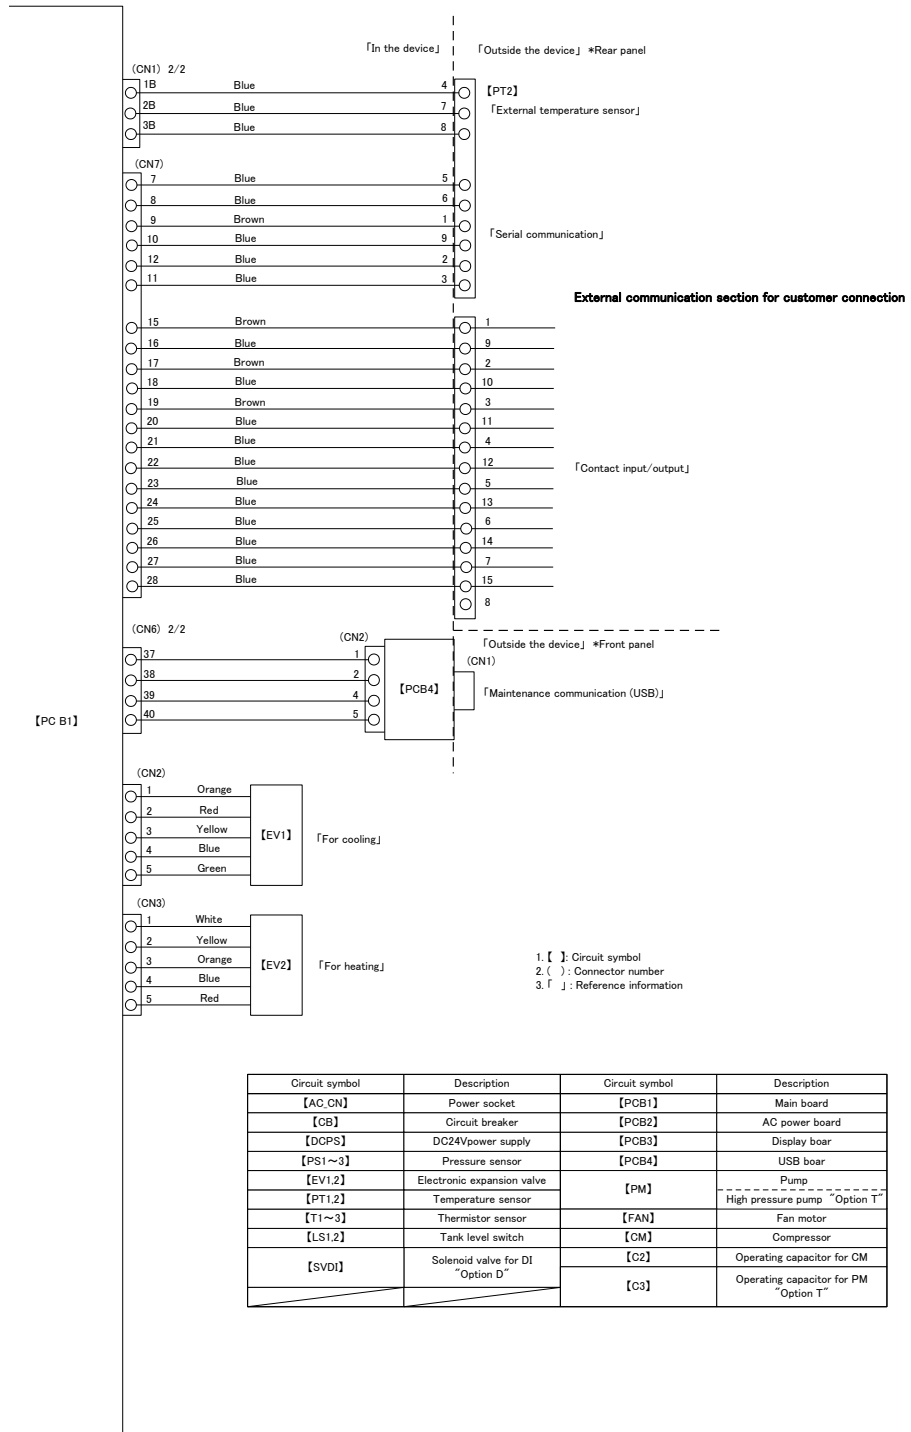 「In the device」 「Outside the device」 *Rear panel
(CN1) 2/2
1B Blue 4 【PT2】
2B Blue 7 「External temperature sensor」
3B Blue 8
(CN7)
7 Blue 5
8 Blue 6
9 Brown 1 「Serial communication」
10 Blue 9
12 Blue 2
11 Blue 3
External communication section for customer connection
15 Brown 1
16 Blue 9
17 Brown 2
18 Blue 10
19 Brown 3
20 Blue 11
21 Blue 4
22 Blue 12 「Contact input/output」
23 Blue 5
24 Blue 13
25 Blue 6
26 Blue 14
27 Blue 7
28 Blue 15
8
(CN6) 2/2 (CN2) 「Outside the device」 *Front panel
(CN1)
37 1
38 2 【PCB4】 「Maintenance communication (USB)」
39 4
40 5
【PC B1】
(CN2)
1 Orange
2 Red
3 Yellow 【EV1】 「For cooling」
4 Blue
5 Green
(CN3)
1 White
2 Yellow
3 Orange 【EV2】 「For heating」
4 Blue
5 Red
1.【 】: Circuit symbol
2.( ) : Connector number
3.「 」: Reference information
Circuit symbol Description Circuit symbol Description
【AC_CN】 Power socket 【PCB1】 Main board
【CB】 Circuit breaker 【PCB2】 AC power board
【DCPS】 DC24Vpower supply 【PCB3】 Display boar
【PS1~3】 Pressure sensor 【PCB4】 USB boar
【EV1,2】 Electronic expansion valve 【PM】 Pump
【PT1,2】 Temperature sensor High pressure pump "Option T"
【T1~3】 Thermistor sensor 【FAN】 Fan motor
【LS1,2】 Tank level switch 【CM】 Compressor
【SVDI】 Solenoid valve for DI "Option D" 【C2】 Operating capacitor for CM
【C3】 Operating capacitor for PM "Option T"